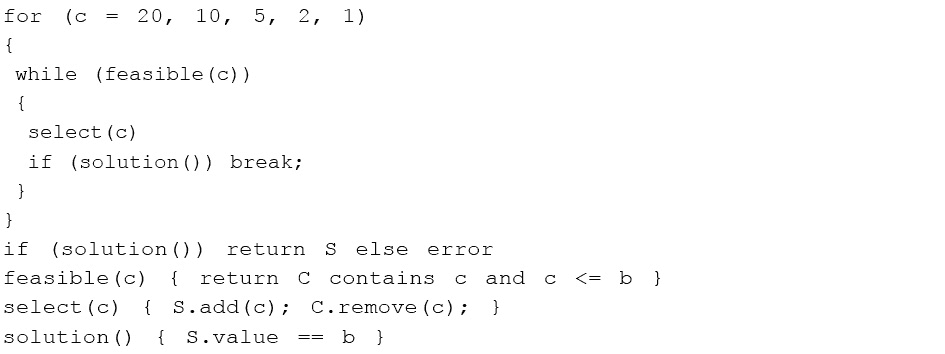 for (c = 20, 10, 5, 2, 1)
{
while (feasible(c))
{
select(c)
if (solution()) break;
}
}
if (solution()) return S else error
feasible(c) { return C contains c and c <= b }
select(c) { S.add(c); C.remove(c); }
solution() { S.value == b }